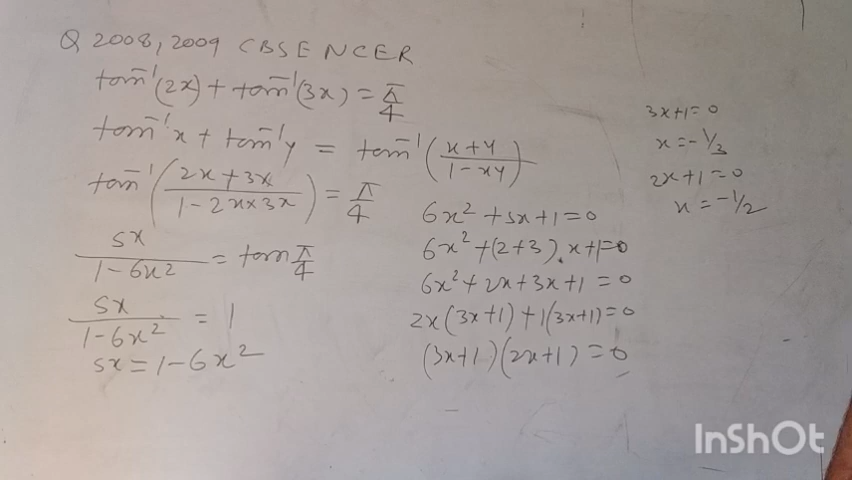 Q 2008, 2009 CBSE NCER
tan⁻¹(2x) + tan⁻¹(3x) = π/4
tan⁻¹x + tan⁻¹y = tan⁻¹((x+y)/(1-xy))
tan⁻¹((2x+3x)/(1-2x×3x)) = π/4
5x/(1-6x²) = tan π/4
5x/(1-6x²) = 1
5x = 1-6x²
6x² + 5x + 1 = 0
6x² + (2+3).x + 1 = 0
6x² + 2x + 3x + 1 = 0
2x(3x+1) + 1(3x+1) = 0
(3x+1)(2x+1) = 0
3x+1 = 0
x = -1/3
2x+1 = 0
x = -1/2
InShOt